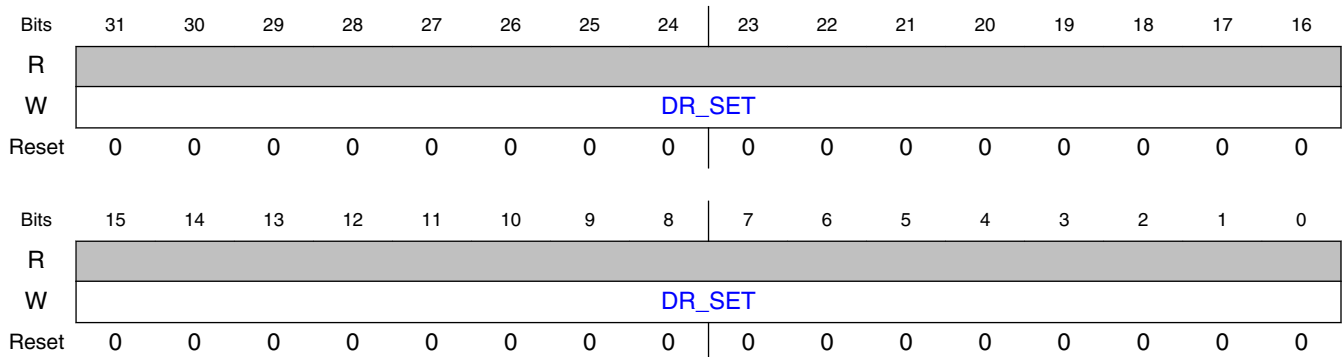 Bits 31 30 29 28 27 26 25 24 23 22 21 20 19 18 17 16
R
W DR_SET
Reset 0 0 0 0 0 0 0 0 0 0 0 0 0 0 0 0
Bits 15 14 13 12 11 10 9 8 7 6 5 4 3 2 1 0
R
W DR_SET
Reset 0 0 0 0 0 0 0 0 0 0 0 0 0 0 0 0